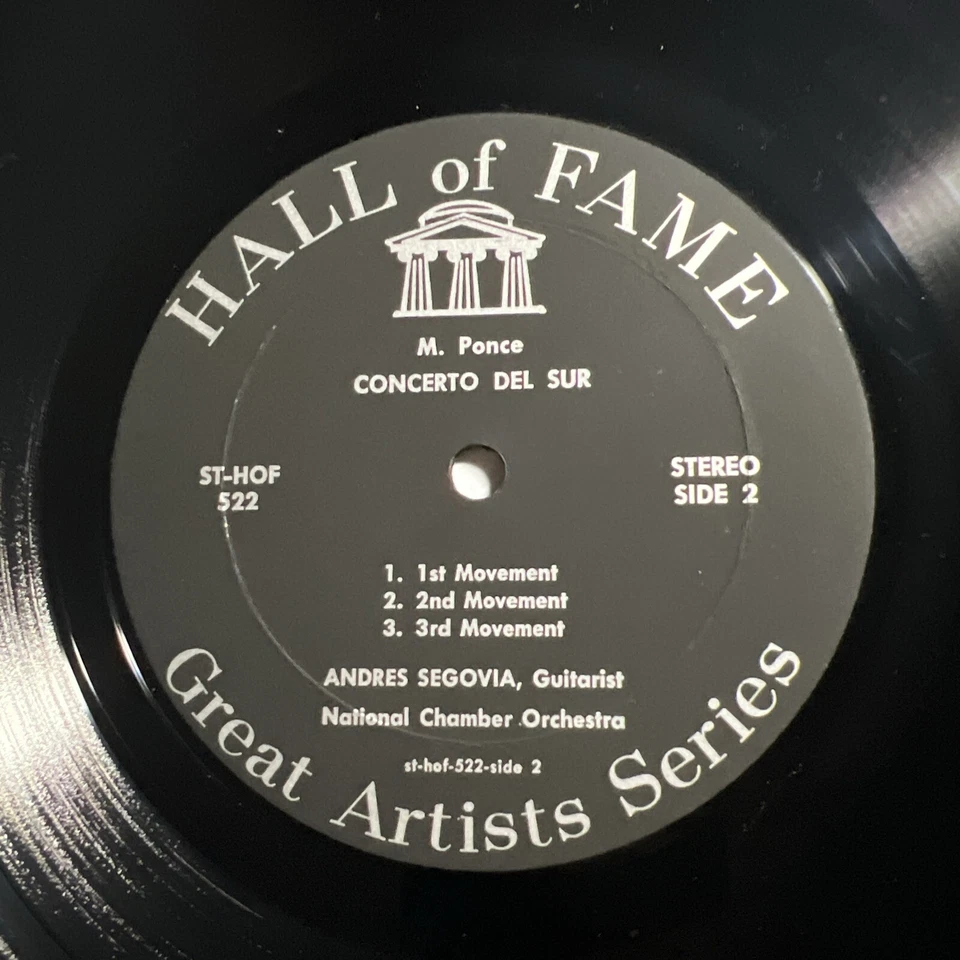 HALL of FAME
M. Ponce
CONCERTO DEL SUR
ST-HOF
522
STEREO
SIDE 2
1. 1st Movement
2. 2nd Movement
3. 3rd Movement
ANDRES SEGOVIA, Guitarist
National Chamber Orchestra
st-hof-522-side 2
Great Artists Series